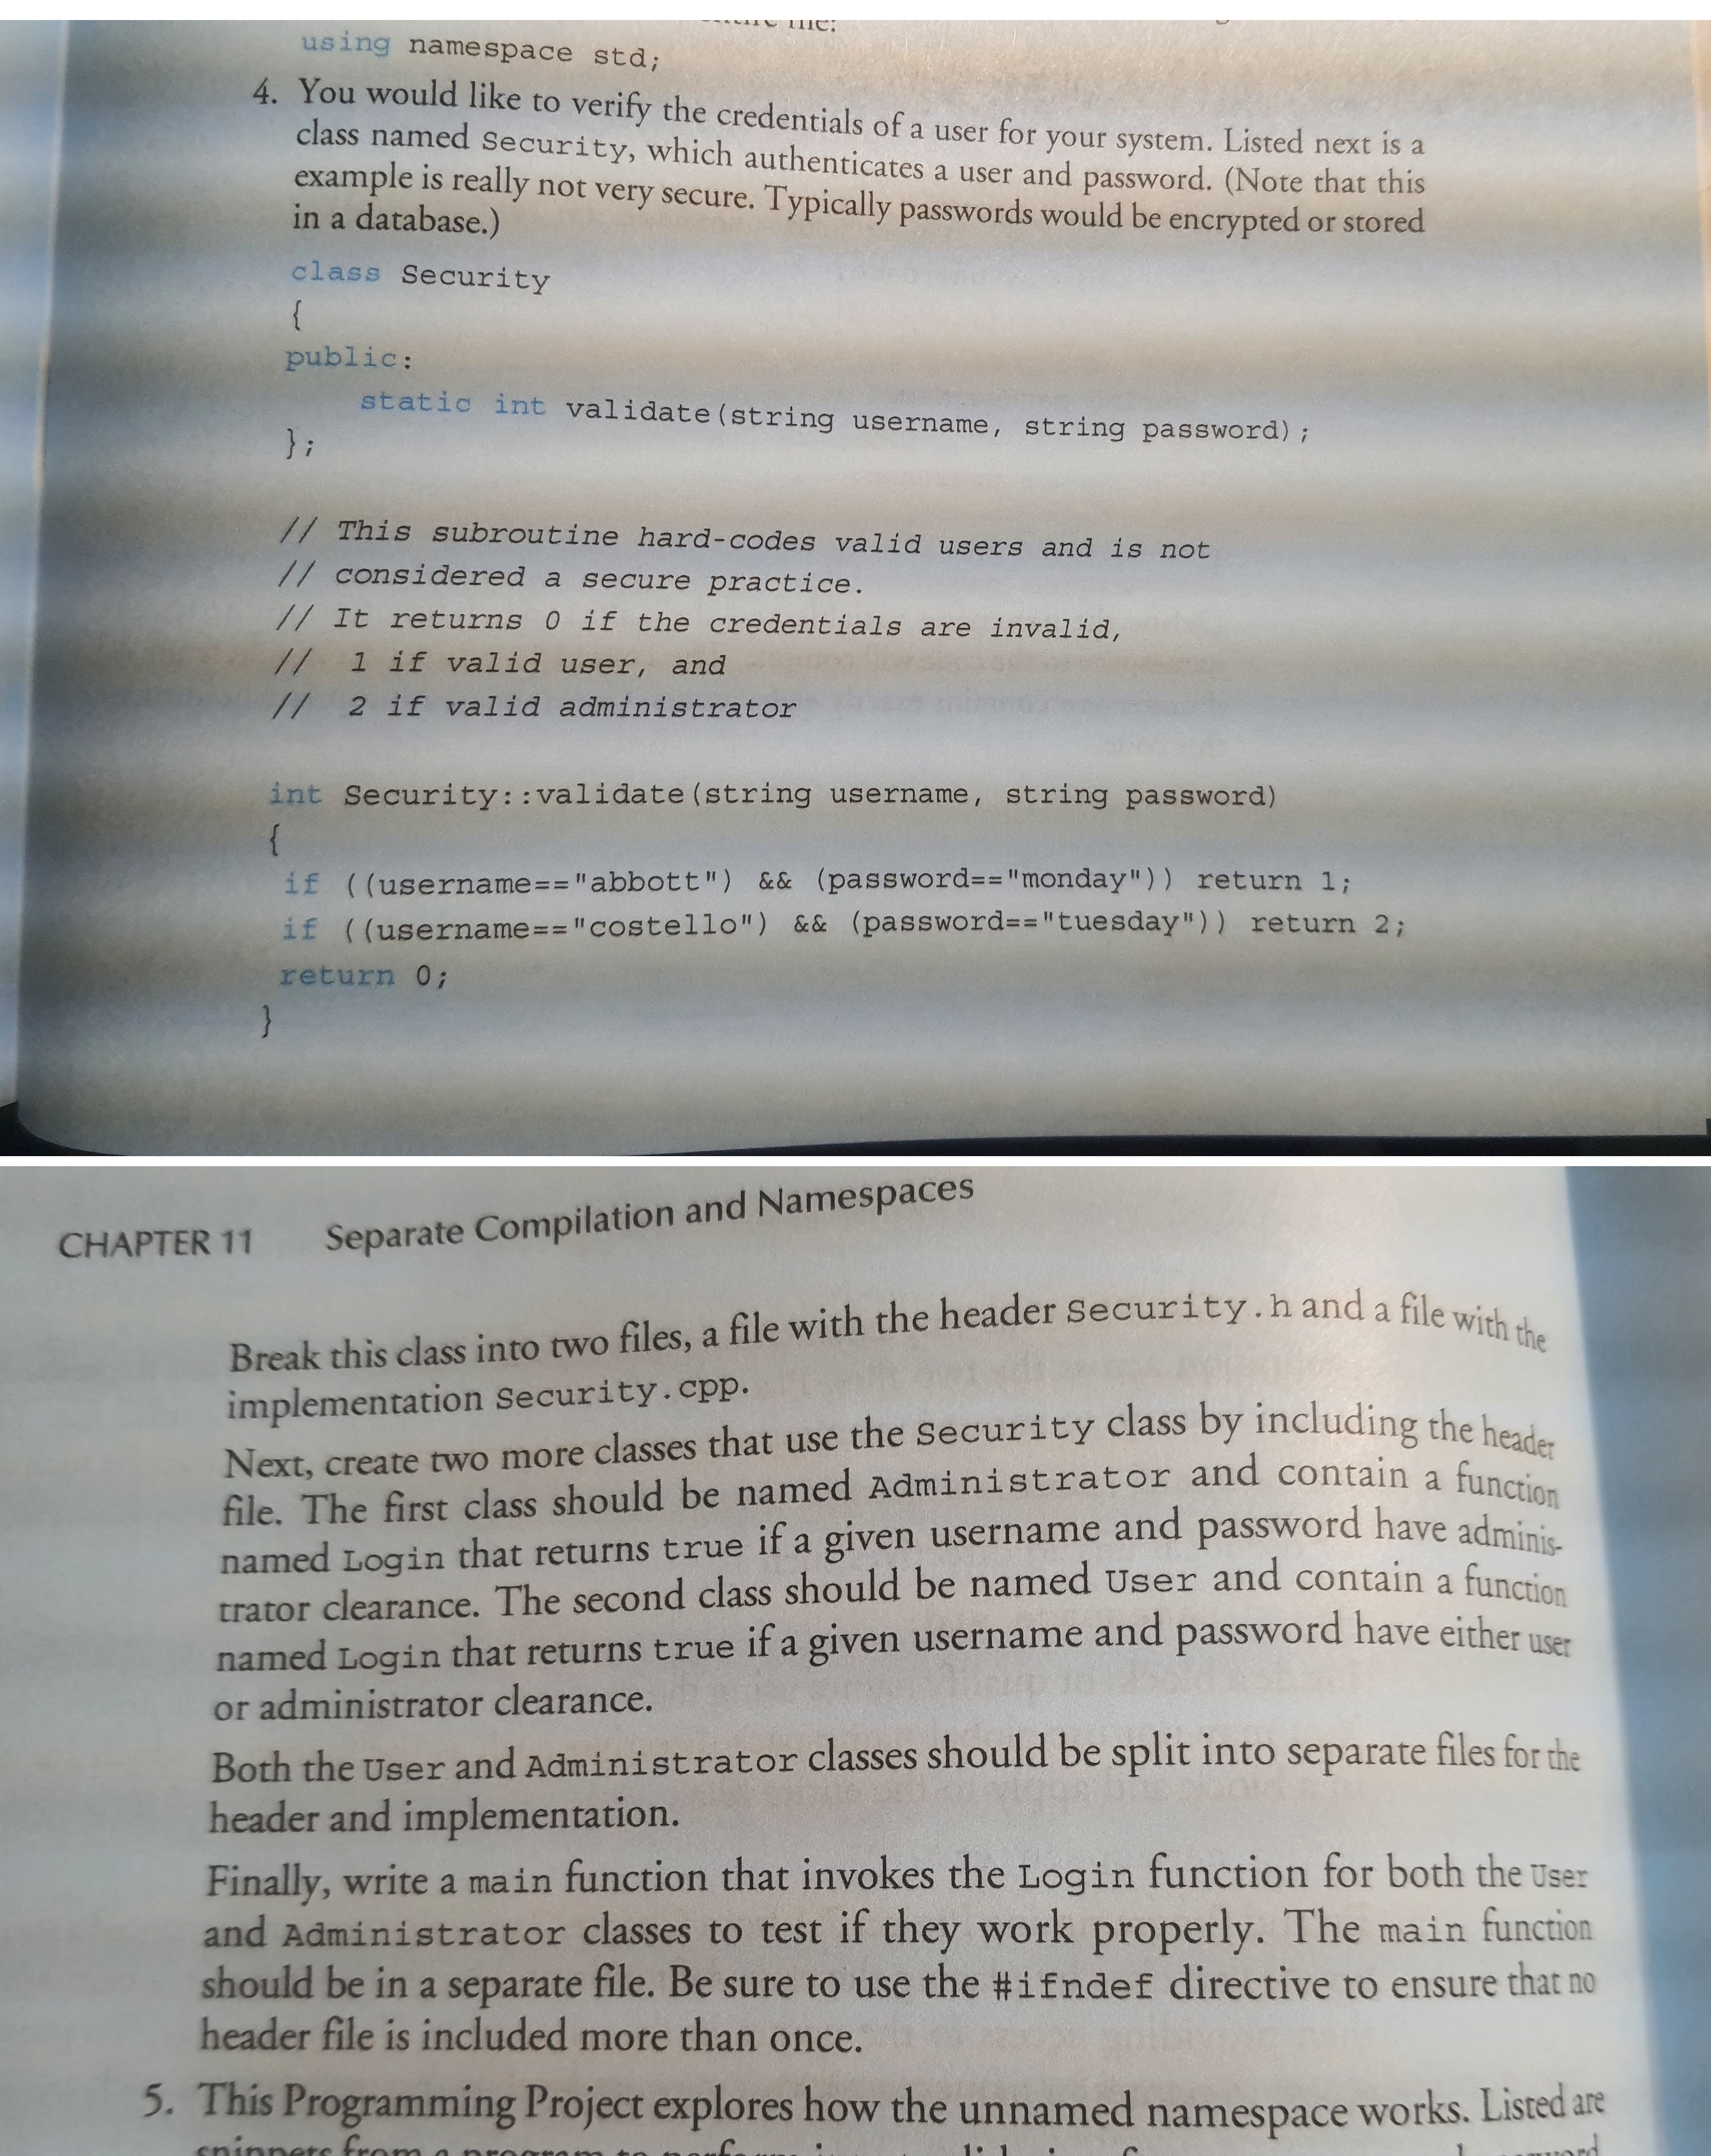 using namespace std;
4. You would like to verify the credentials of a user for your system. Listed next is a
class named Security, which authenticates a user and password. (Note that this
example is really not very secure. Typically passwords would be encrypted or stored
in a database.)
class Security
{
public:
static int validate(string username, string password);
};
// This subroutine hard-codes valid users and is not
// considered a secure practice.
// It returns 0 if the credentials are invalid,
// 1 if valid user, and
// 2 if valid administrator
int Security::validate(string username, string password)
{
if ((username=="abbott") && (password=="monday")) return 1;
if ((username=="costello") && (password=="tuesday")) return 2;
return 0;
}
CHAPTER 11 Separate Compilation and Namespaces
Break this class into two files, a file with the header Security.h and a file with the
implementation Security.cpp.
Next, create two more classes that use the Security class by including the header
file. The first class should be named Administrator and contain a function
named Login that returns true if a given username and password have adminis-
trator clearance. The second class should be named User and contain a function
named Login that returns true if a given username and password have either user
or administrator clearance.
Both the User and Administrator classes should be split into separate files for the
header and implementation.
Finally, write a main function that invokes the Login function for both the User
and Administrator classes to test if they work properly. The main function
should be in a separate file. Be sure to use the #ifndef directive to ensure that no
header file is included more than once.
5. This Programming Project explores how the unnamed namespace works. Listed are